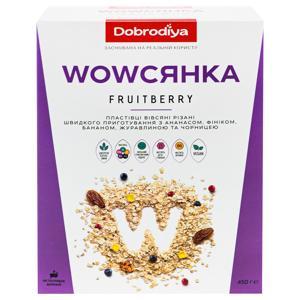 Dobrodiya
ЗАСНОВАНА НА РЕАЛЬНІЙ КОРИСТІ
WOWСЯНКА
FRUITBERRY
ПЛАСТІВЦІ ВІВСЯНІ РІЗАНІ
ШВИДКОГО ПРИГОТУВАННЯ З АНАНАСОМ, ФІНІКОМ,
БАНАНОМ, ЖУРАВЛИНОЮ ТА ЧОРНИЦЕЮ
VEGAN
W
450 г ℮